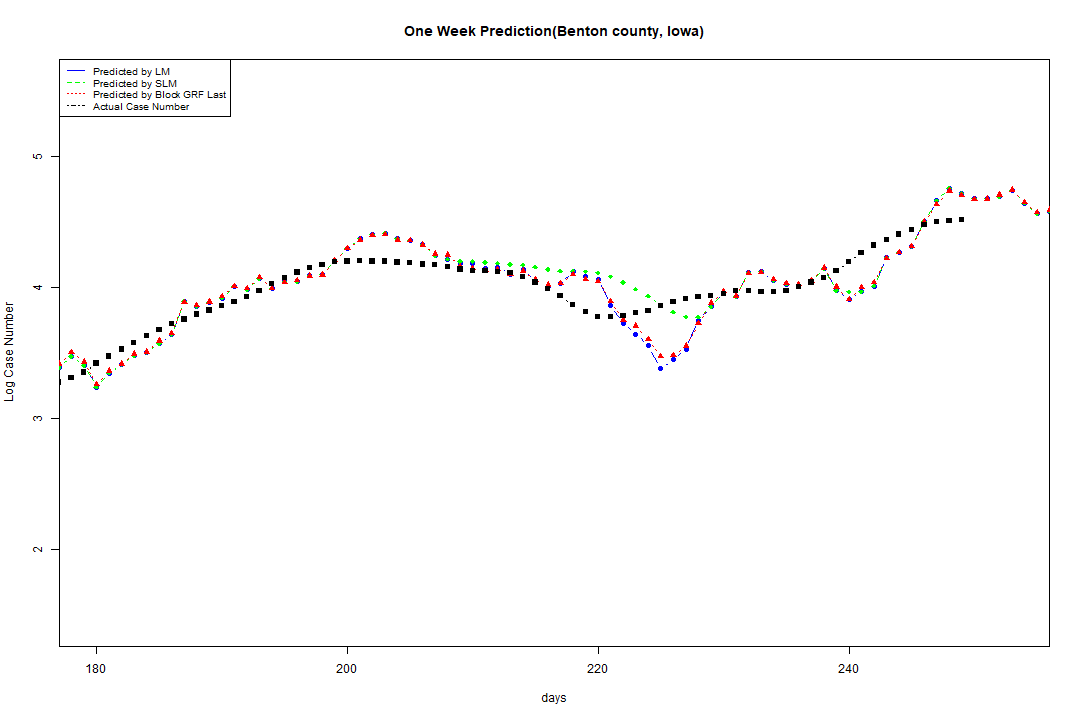 One Week Prediction(Benton county, Iowa)
Predicted by LM
Predicted by SLM
Predicted by Block GRF Last
Actual Case Number
Log Case Number
5
4
3
2
180 200 220 240
days